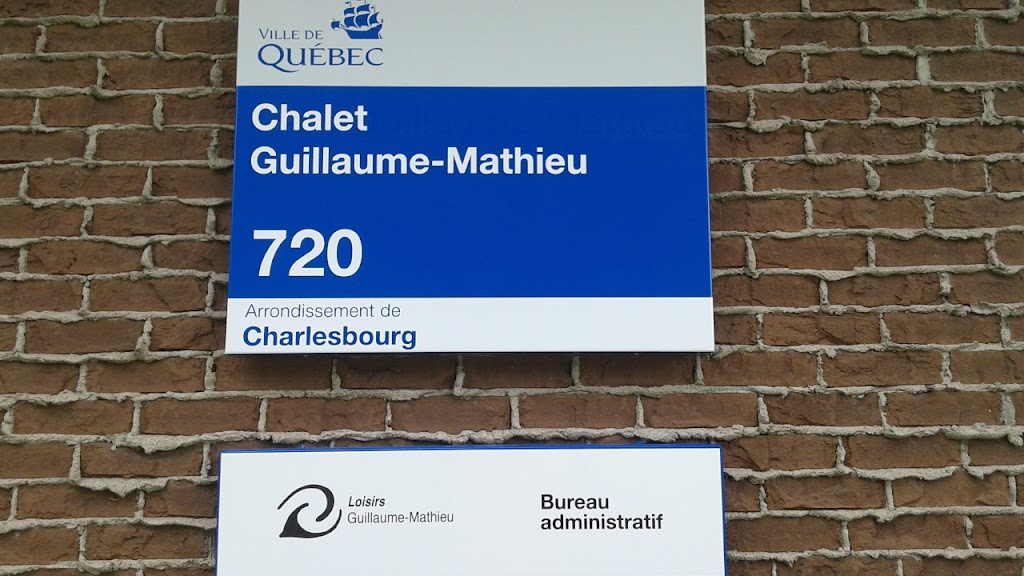 VILLE DE
QUÉBEC
Chalet
Guillaume-Mathieu
720
Arrondissement de
Charlesbourg
Loisirs
Guillaume-Mathieu
Bureau
administratif